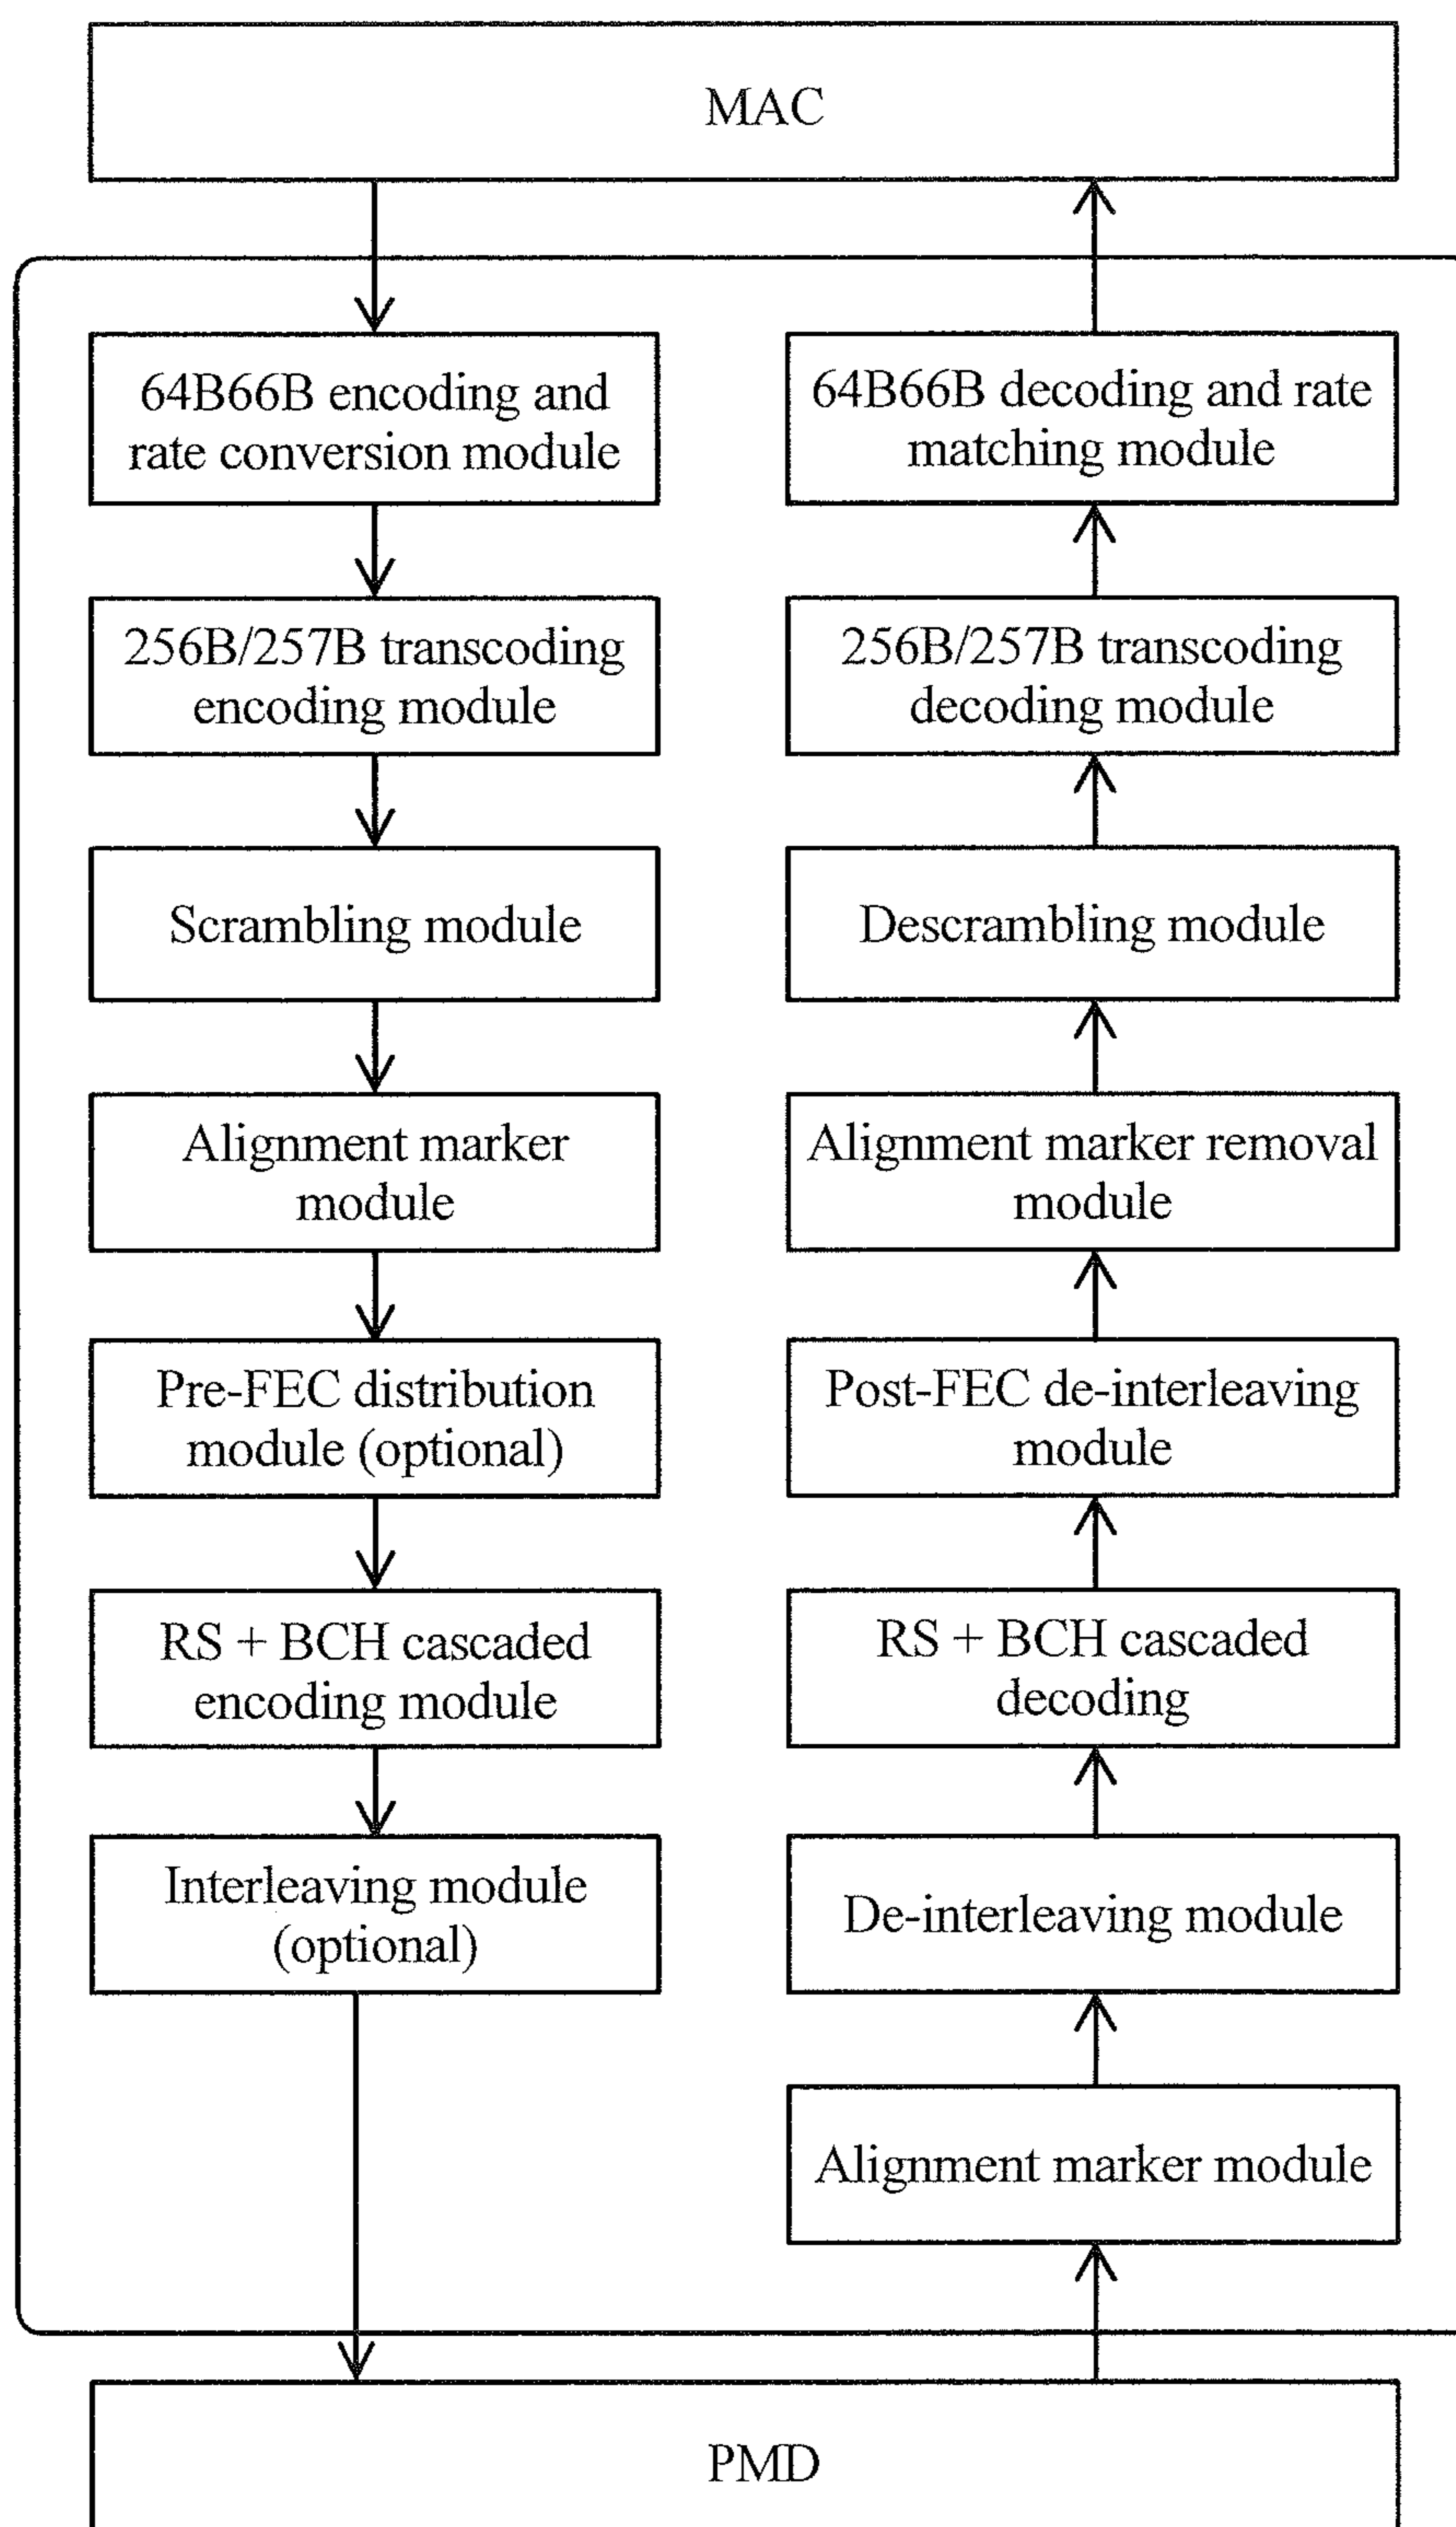 MAC
64B66B encoding and
rate conversion module
64B66B decoding and rate
matching module
256B/257B transcoding
encoding module
256B/257B transcoding
decoding module
Scrambling module
Descrambling module
Alignment marker
module
Alignment marker removal
module
Pre-FEC distribution
module (optional)
Post-FEC de-interleaving
module
RS + BCH cascaded
encoding module
RS + BCH cascaded
decoding
Interleaving module
(optional)
De-interleaving module
Alignment marker module
PMD